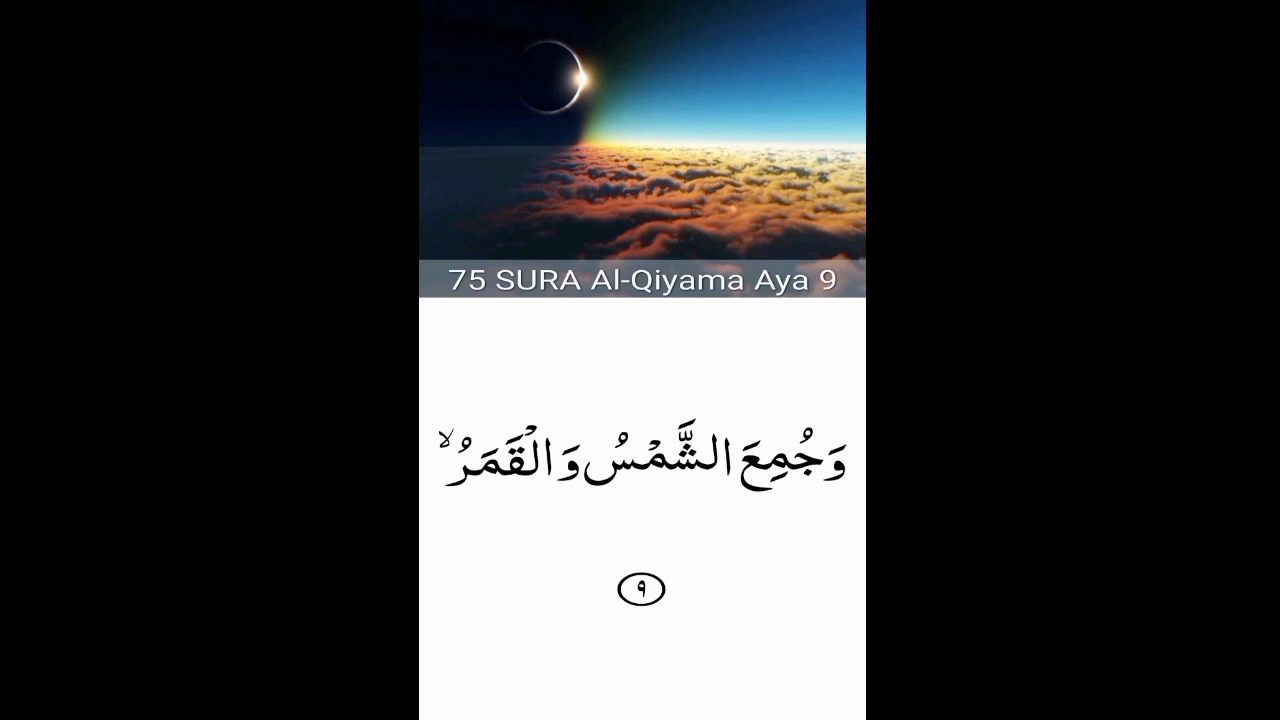 75 SURA Al-Qiyama Aya 9
وَجُمِعَ الشَّمْسُ وَالْقَمَرُ ۙ
٩